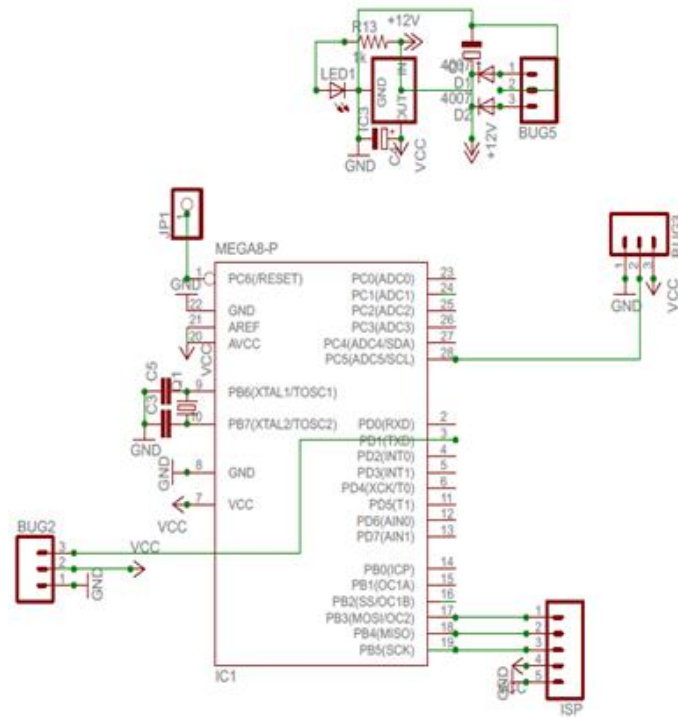 R13
+12V
1k
LED1
GND
IN
OUT
IC3
GND
VCC
4007
D1
4007
D2
+12V
1
2
3
BUG5
JP1
1
MEGA8-P
GND
1 PC6(/RESET)
22 GND
21 AREF
20 AVCC
VCC
C5
C3
9 PB6(XTAL1/TOSC1)
10 PB7(XTAL2/TOSC2)
GND
GND
8 GND
7 VCC
VCC
PC0(ADC0) 23
PC1(ADC1) 24
PC2(ADC2) 25
PC3(ADC3) 26
PC4(ADC4/SDA) 27
PC5(ADC5/SCL) 28
PD0(RXD) 2
PD1(TXD) 3
PD2(INT0) 4
PD3(INT1) 5
PD4(XCK/T0) 6
PD5(T1) 11
PD6(AIN0) 12
PD7(AIN1) 13
PB0(ICP) 14
PB1(OC1A) 15
PB2(SS/OC1B) 16
PB3(MOSI/OC2) 17
PB4(MISO) 18
PB5(SCK) 19
IC1
1
2
3
GND
VCC
BUG2
3
2
1
VCC
GND
1
2
3
4
5
GND
ISP